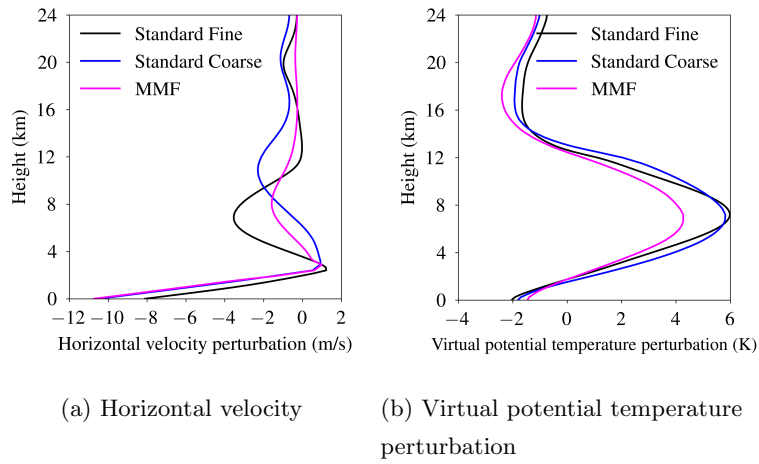 24
20
16
12
8
4
0
Height (km)
Standard Fine
Standard Coarse
MMF
−12 −10 −8 −6 −4 −2 0 2
Horizontal velocity perturbation (m/s)
24
20
16
12
8
4
0
Height (km)
Standard Fine
Standard Coarse
MMF
−4 −2 0 2 4 6
Virtual potential temperature perturbation (K)
(a) Horizontal velocity
(b) Virtual potential temperature
perturbation